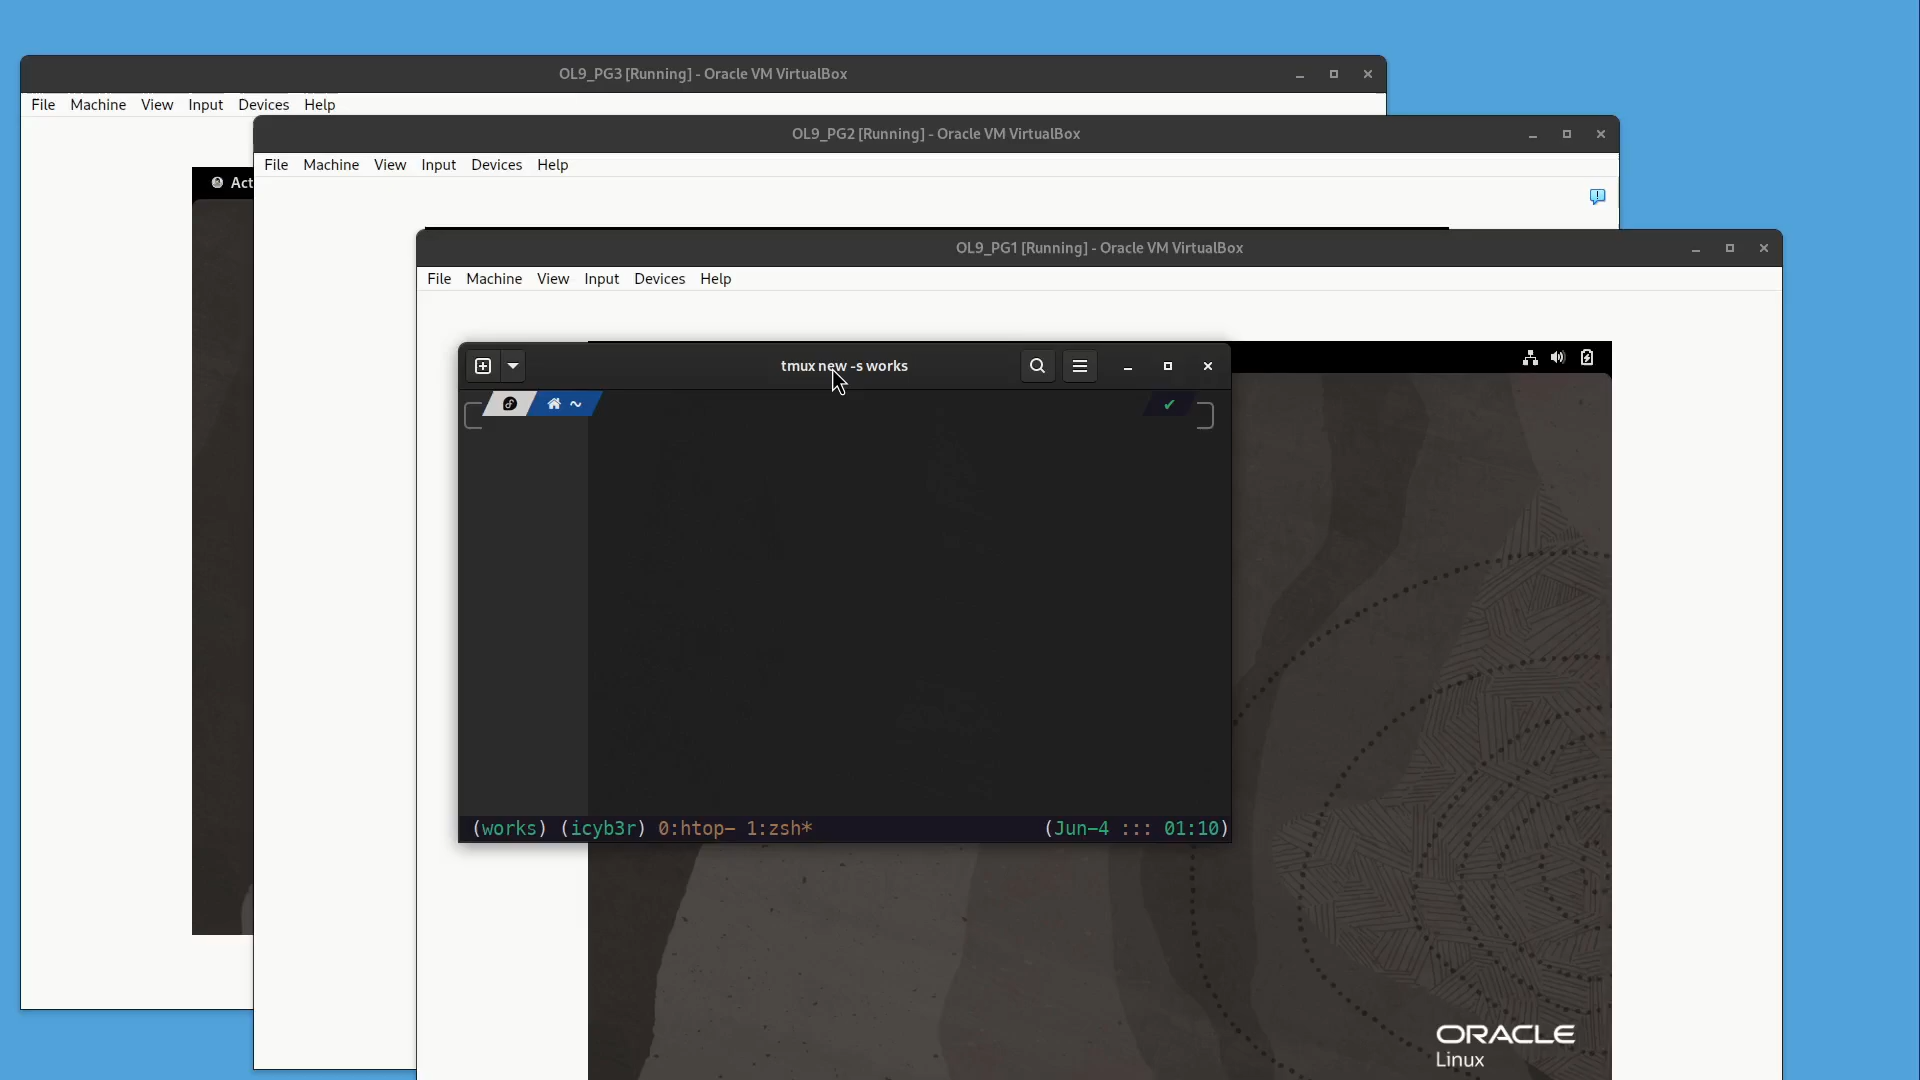 OL9_PG3 [Running] - Oracle VM VirtualBox
File Machine View Input Devices Help
Act
OL9_PG2 [Running] - Oracle VM VirtualBox
File Machine View Input Devices Help
OL9_PG1 [Running] - Oracle VM VirtualBox
File Machine View Input Devices Help
tmux new -s works
~
(works) (icyb3r) 0:htop- 1:zsh*
(Jun-4 ::: 01:10)
ORACLE
Linux